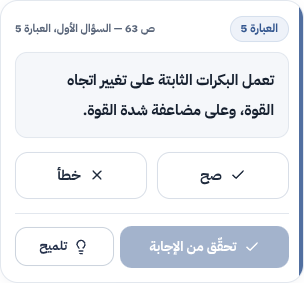 العبارة 5
ص 63 — السؤال الأول، العبارة 5
تعمل البكرات الثابتة على تغيير اتجاه
القوة، وعلى مضاعفة شدة القوة.
صح
خطأ
تحقّق من الإجابة
تلميح